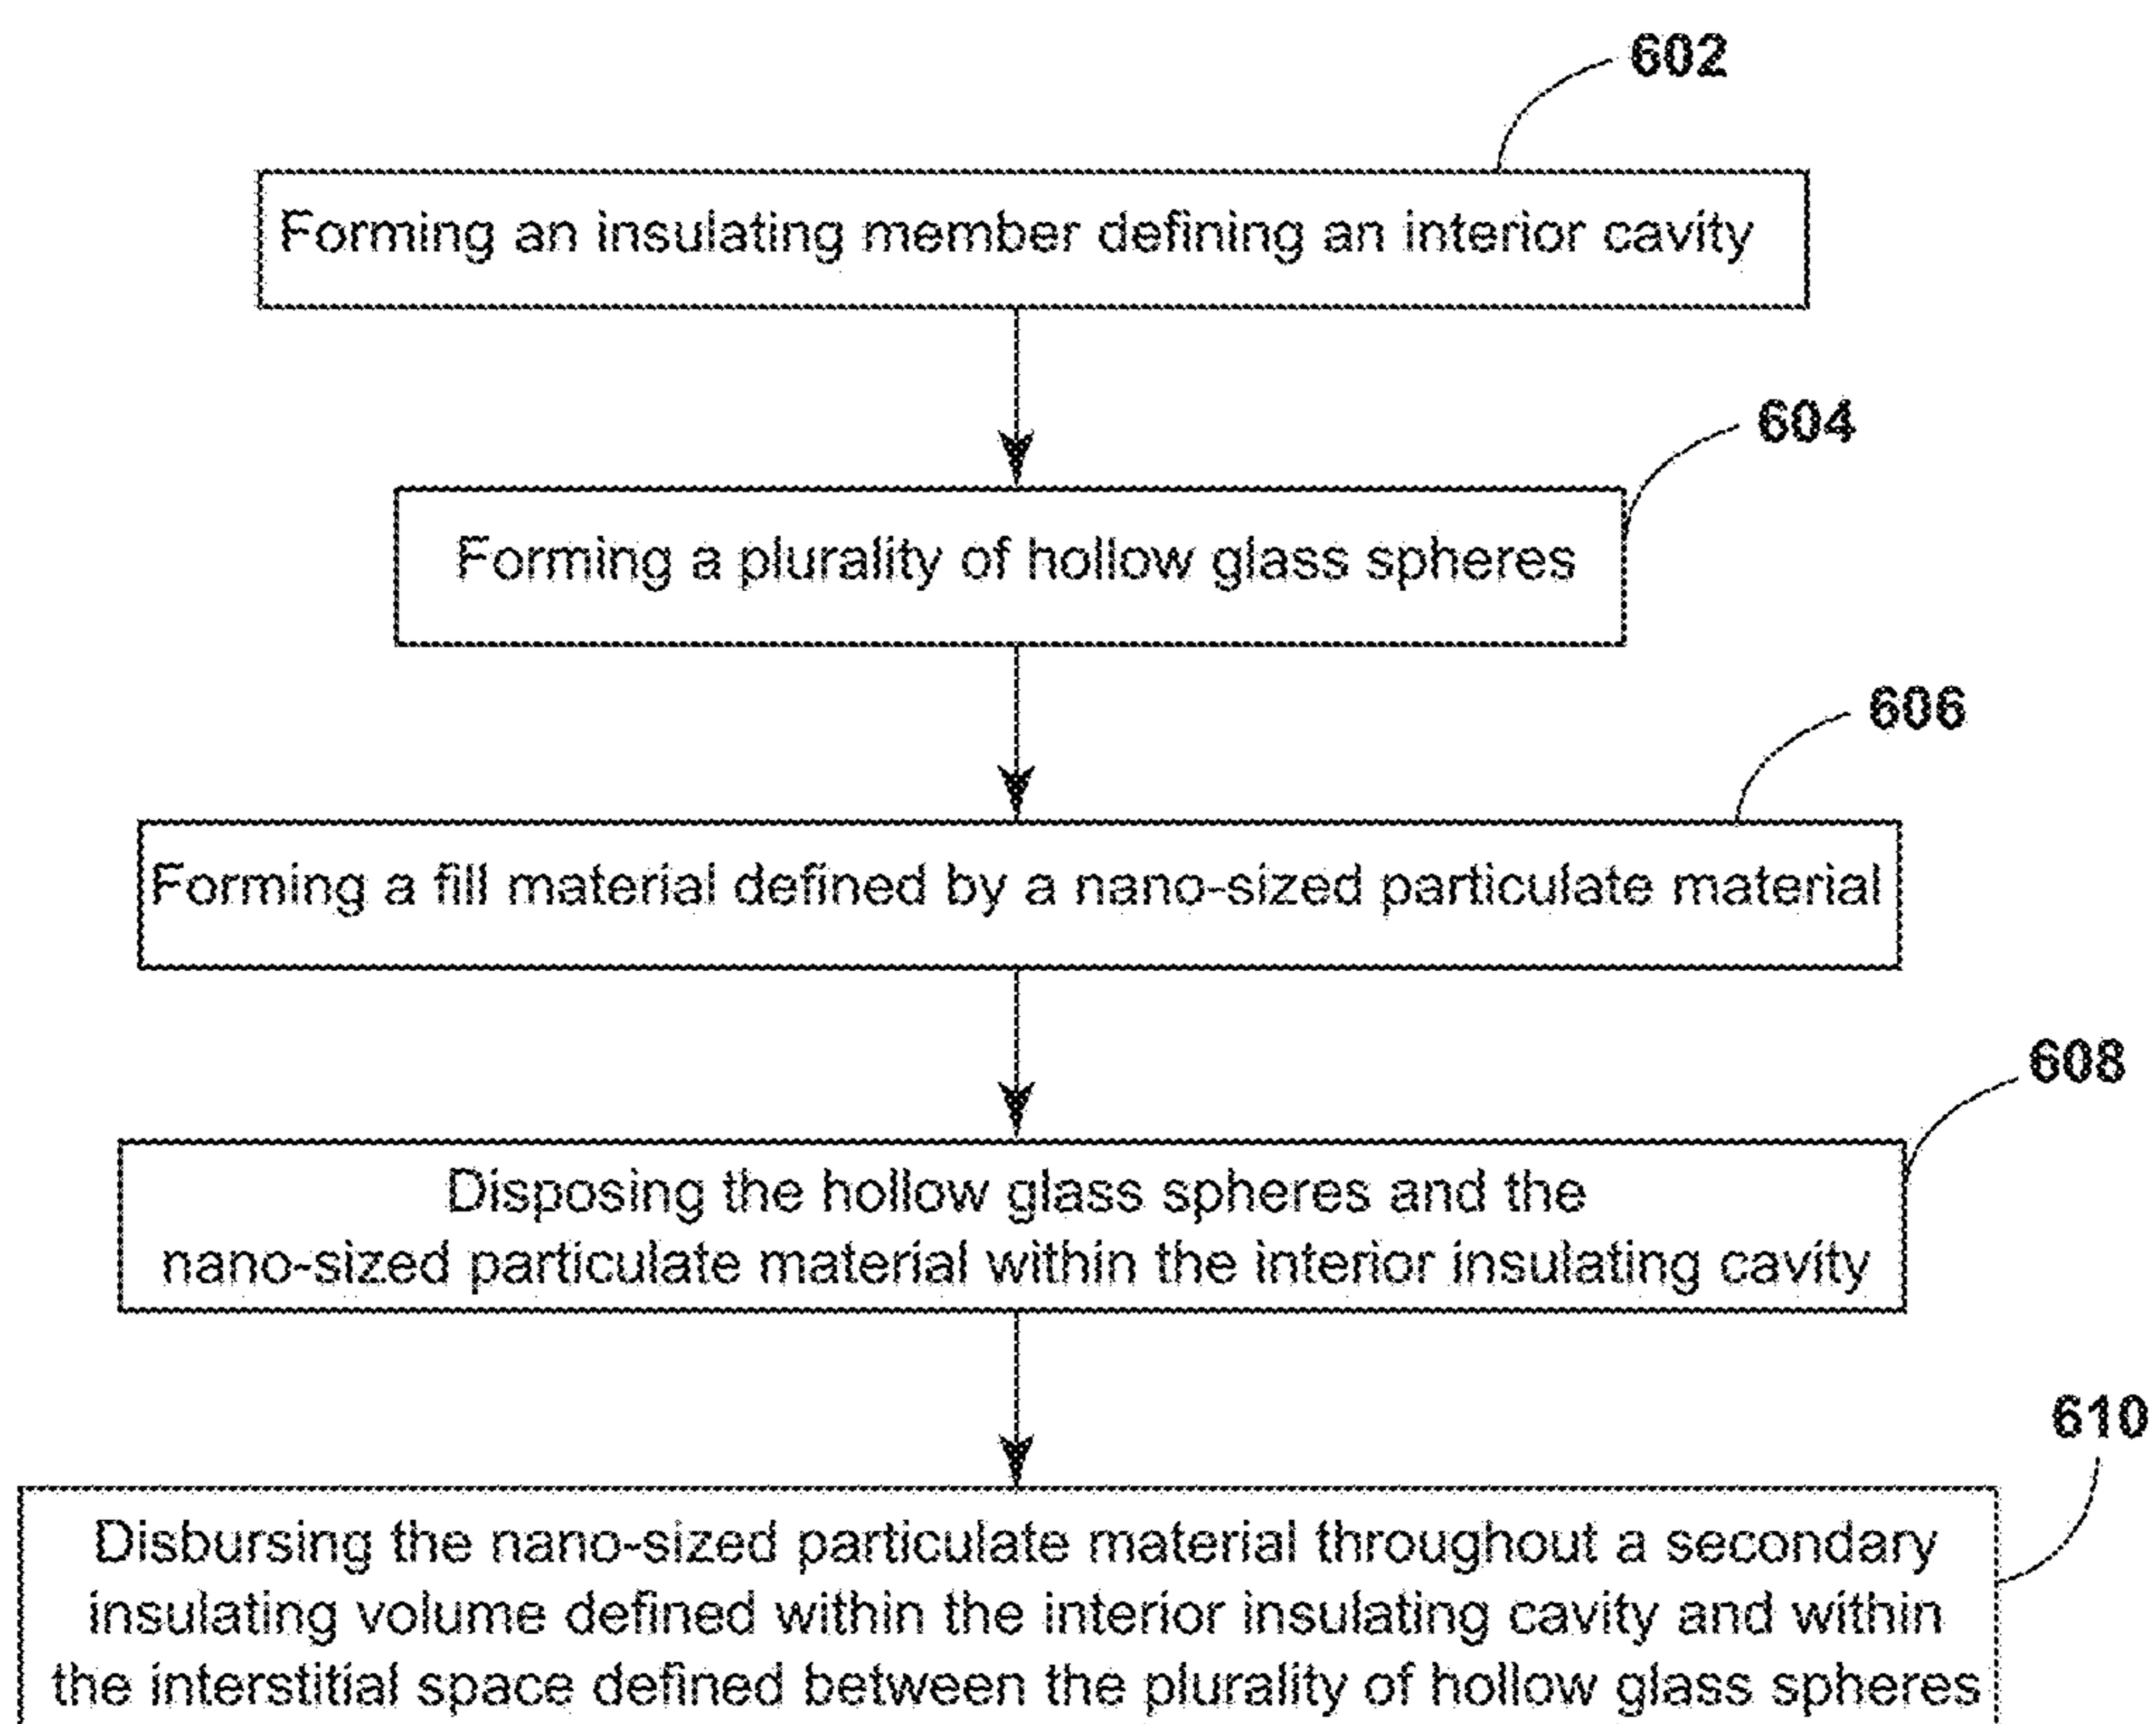 602
Forming an insulating member defining an interior cavity
604
Forming a plurality of hollow glass spheres
606
Forming a fill material defined by a nano-sized particulate material
608
Disposing the hollow glass spheres and the
nano-sized particulate material within the interior insulating cavity
610
Disbursing the nano-sized particulate material throughout a secondary
insulating volume defined within the interior insulating cavity and within
the interstitial space defined between the plurality of hollow glass spheres